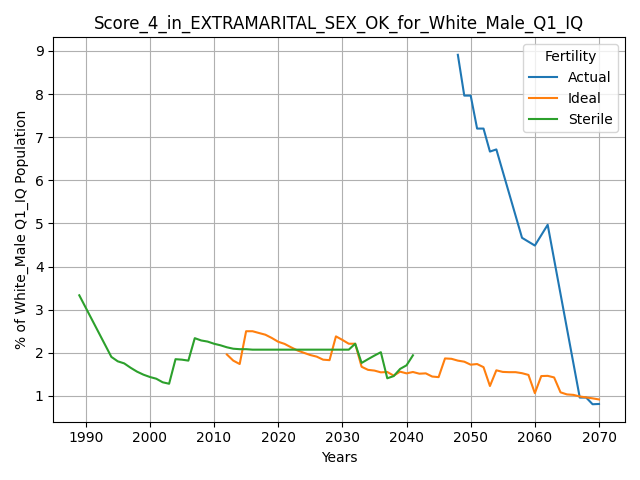 Score_4_in_EXTRAMARITAL_SEX_OK_for_White_Male_Q1_IQ
% of White_Male Q1_IQ Population
9
8
7
6
5
4
3
2
1
Fertility
Actual
Ideal
Sterile
1990 2000 2010 2020 2030 2040 2050 2060 2070
Years